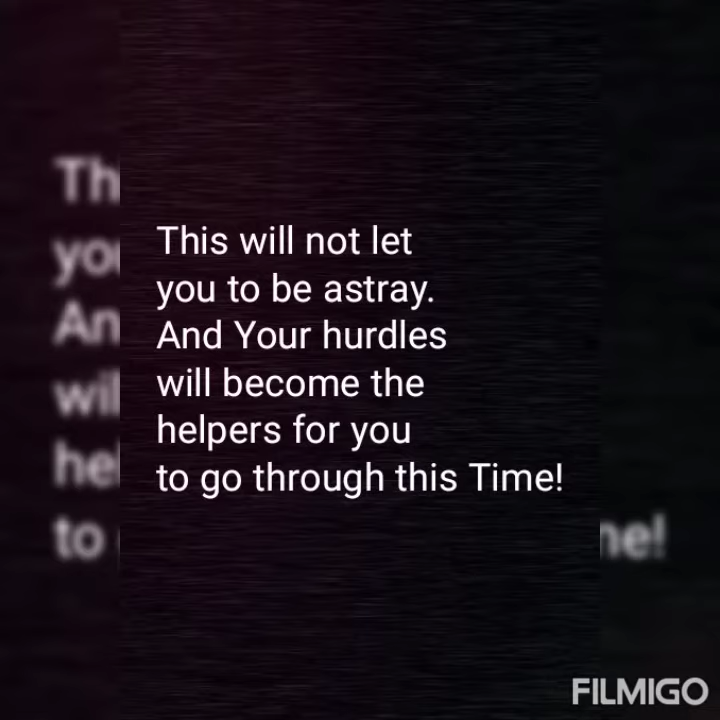 This will not let
you to be astray.
And Your hurdles
will become the
helpers for you
to go through this Time!
FILMIGO